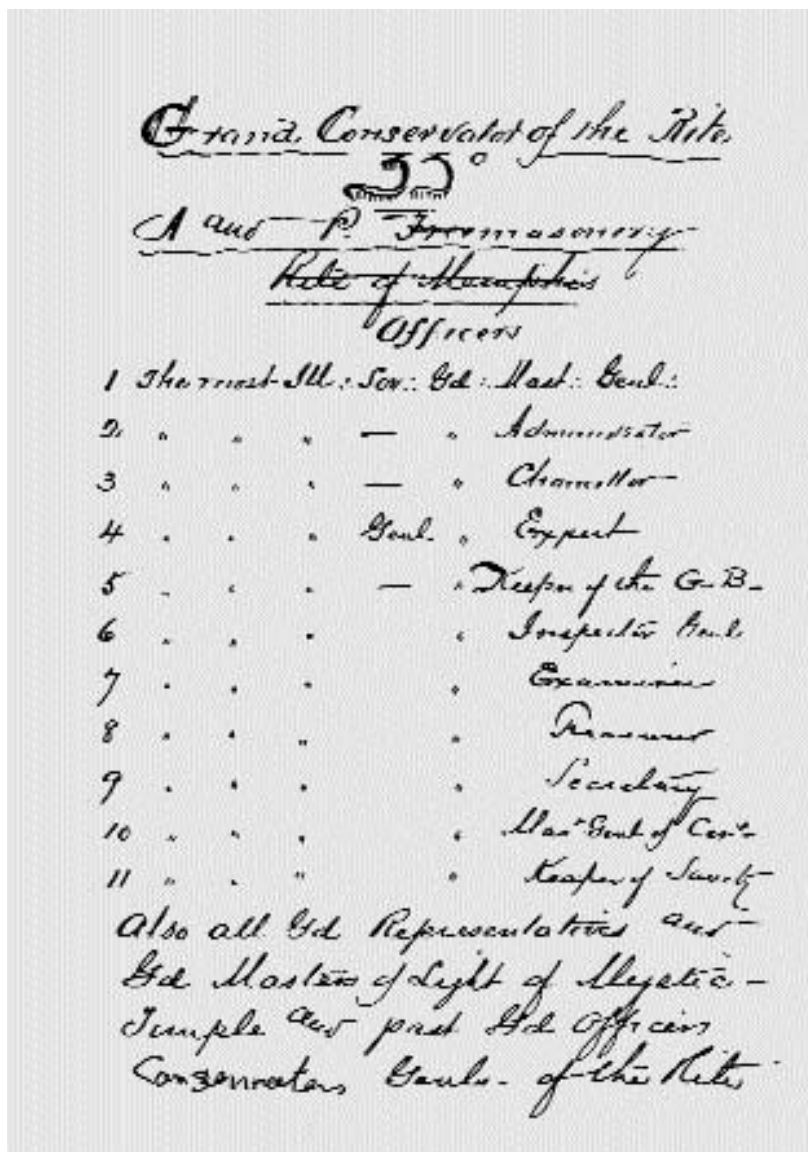 Grand Conservator of the Rite
33°
A and P. Freemasonery
Rite of Memphis
Officers
1 The most Ill∴ Sov∴ Gd∴ Mast∴ Genl∴
2 " " " — " Administrator
3 " " " — " Chancellor
4 " " " Genl. " Expert
5 " " " — " Keeper of the G-B-
6 " " " " Inspector Genl
7 " " " " Examiner
8 " " " " Treasurer
9 " " " " Secretary
10 " " " " Mas^r Genl of Cer^s-
11 " " " " Keeper of Sancty
Also all Gd Representatives and
Gd Masters of Light of Mystic-
Temple and past Gd Officers
Conservators Genls- of the Rite